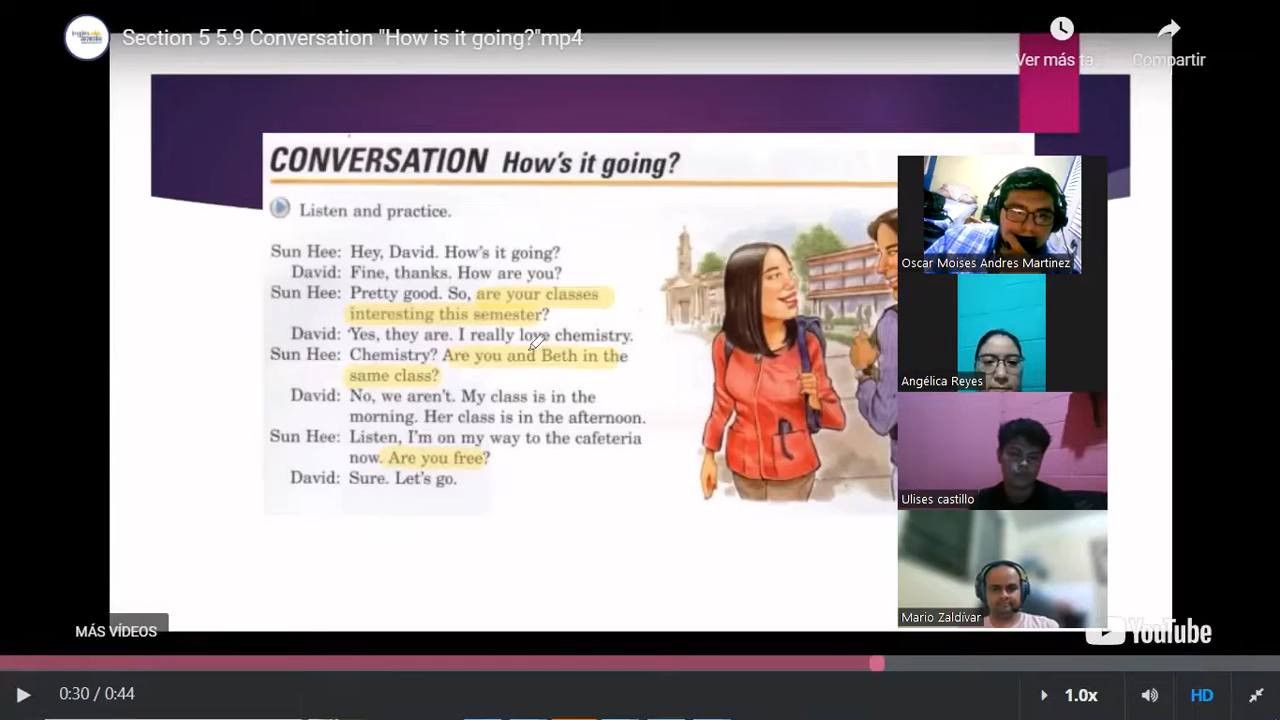 Section 5 5.9 Conversation "How is it going?"mp4
Ver más ta
Compartir
CONVERSATION How's it going?
Listen and practice.
Sun Hee: Hey, David. How's it going?
David: Fine, thanks. How are you?
Sun Hee: Pretty good. So, are your classes
interesting this semester?
David: Yes, they are. I really love chemistry.
Sun Hee: Chemistry? Are you and Beth in the
same class?
David: No, we aren't. My class is in the
morning. Her class is in the afternoon.
Sun Hee: Listen, I'm on my way to the cafeteria
now. Are you free?
David: Sure. Let's go.
Oscar Moises Andres Martinez
Angélica Reyes
Ulises castillo
Mario Zaldívar
MÁS VÍDEOS
YouTube
0:30 / 0:44
1.0x
HD